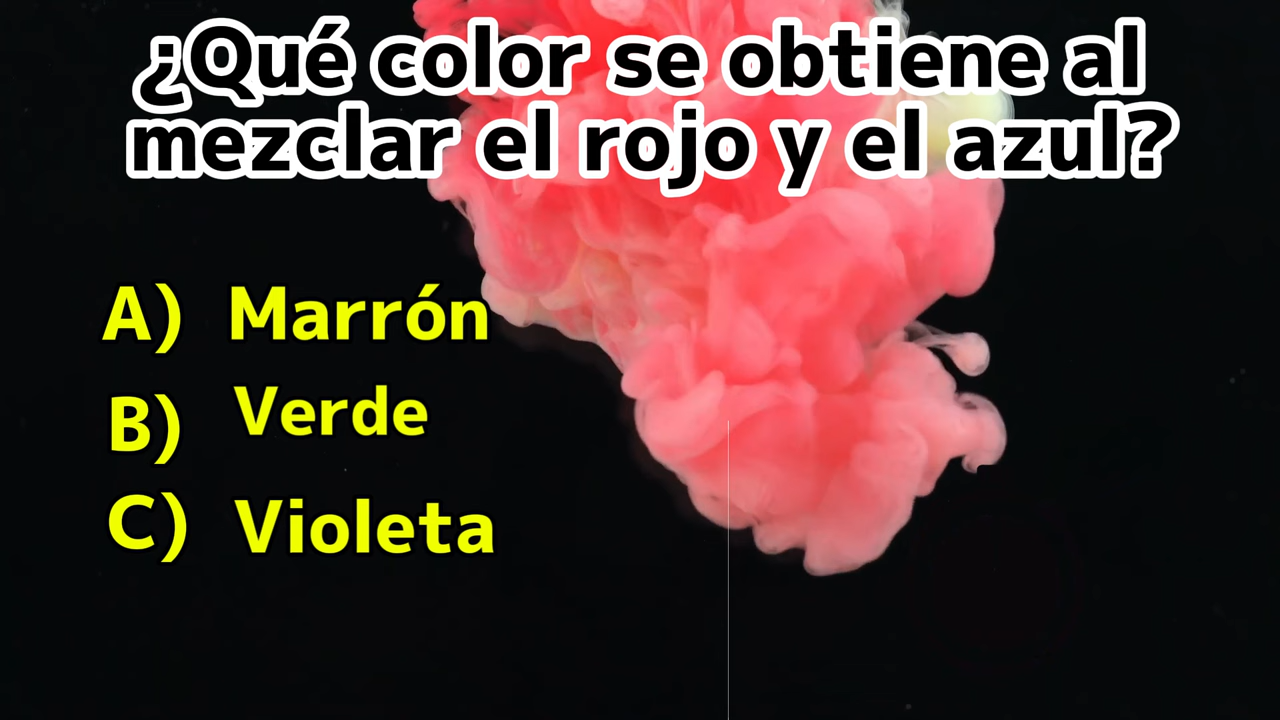 ¿Qué color se obtiene al
mezclar el rojo y el azul?
A) Marrón
B) Verde
C) Violeta